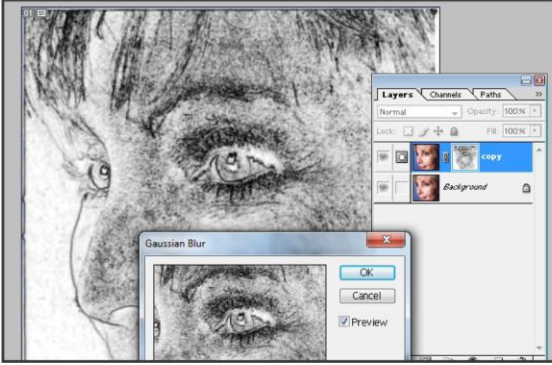 01
Layers Channels Paths
Normal Opacity: 100%
Lock: Fill: 100%
copy
Background
Gaussian Blur
OK
Cancel
Preview